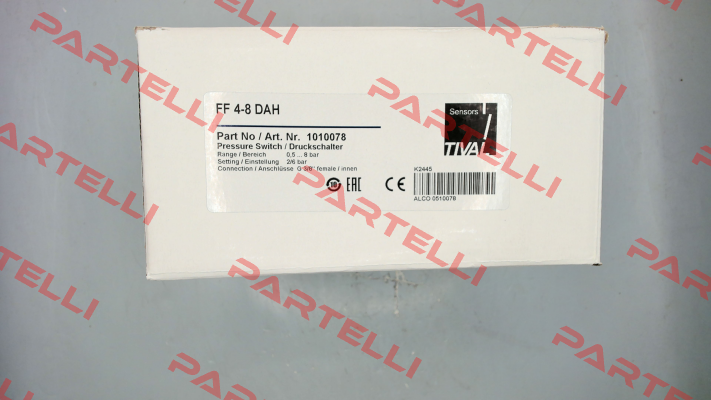 FF 4-8 DAH
Part No / Art. Nr. 1010078
Pressure Switch / Druckschalter
Range / Bereich 0,5 ... 8 bar
Setting / Einstellung 2/6 bar
Connection / Anschlüsse G 3/8" female / innen
EAC
CE
Sensors
TIVAL
K2445
ALCO 0510078
PARTELLI
PARTELLI
PARTELLI
PARTELLI
PARTELLI
PARTELLI
PARTELLI
PARTELLI
PARTELLI